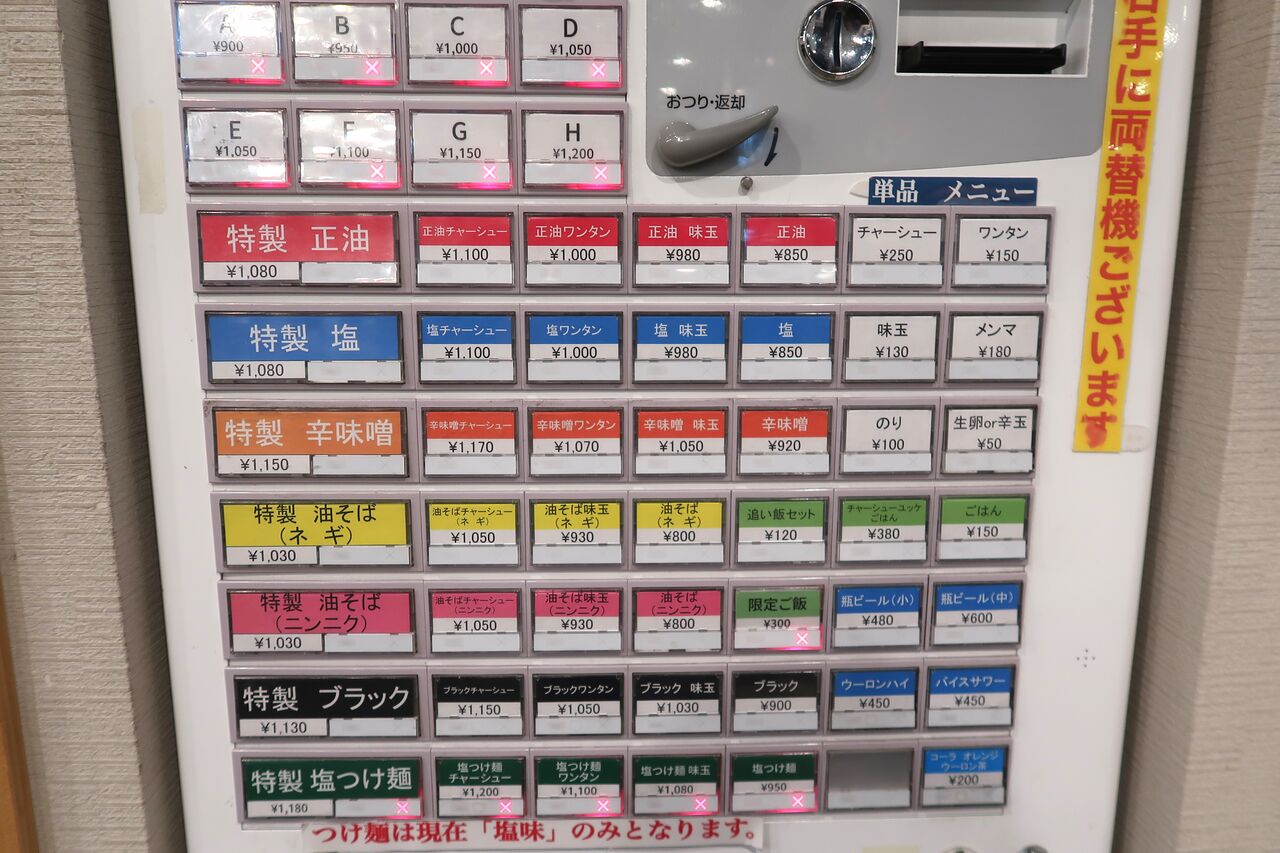 A
¥900
B
¥950
C
¥1,000
D
¥1,050
E
¥1,050
F
¥1,100
G
¥1,150
H
¥1,200
おつり・返却
右手に両替機ございます
単品 メニュー
特製 正油
¥1,080
正油チャーシュー
¥1,100
正油ワンタン
¥1.000
正油 味玉
¥980
正油
¥850
チャーシュー
¥250
ワンタン
¥150
特製 塩
¥1,080
塩チャーシュー
¥1,100
塩ワンタン
¥1.000
塩 味玉
¥980
塩
¥850
味玉
¥130
メンマ
¥180
特製 辛味噌
¥1,150
辛味噌チャーシュー
¥1,170
辛味噌ワンタン
¥1,070
辛味噌 味玉
¥1,050
辛味噌
¥920
のり
¥100
生卵or辛玉
¥50
特製 油そば
(ネギ)
¥1,030
油そばチャーシュー
(ネギ)
¥1,050
油そば味玉
(ネギ)
¥930
油そば
(ネギ)
¥800
追い飯セット
¥120
チャーシューユッケ
ごはん
¥380
ごはん
¥150
特製 油そば
(ニンニク)
¥1,030
油そばチャーシュー
(ニンニク)
¥1,050
油そば味玉
(ニンニク)
¥930
油そば
(ニンニク)
¥800
限定ご飯
¥300
瓶ビール(小)
¥480
瓶ビール(中)
¥600
特製 ブラック
¥1,130
ブラックチャーシュー
¥1,150
ブラックワンタン
¥1,050
ブラック 味玉
¥1,030
ブラック
¥900
ウーロンハイ
¥450
バイスサワー
¥450
特製 塩つけ麺
¥1,180
塩つけ麺
チャーシュー
¥1,200
塩つけ麺
ワンタン
¥1,100
塩つけ麺 味玉
¥1,080
塩つけ麺
¥950
コーラ オレンジ
ウーロン茶
¥200
つけ麺は現在「塩味」のみとなります。